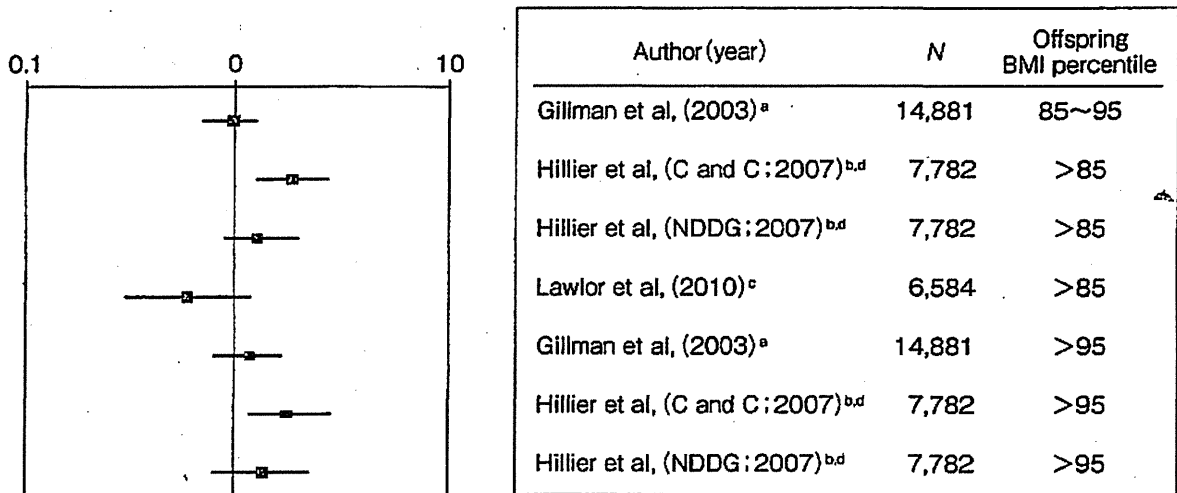 0.1 0 10
Author (year) N Offspring BMI percentile
Gillman et al, (2003)ᵃ 14,881 85~95
Hillier et al, (C and C; 2007)ᵇ,ᵈ 7,782 >85
Hillier et al, (NDDG; 2007)ᵇ,ᵈ 7,782 >85
Lawlor et al, (2010)ᶜ 6,584 >85
Gillman et al, (2003)ᵃ 14,881 >95
Hillier et al, (C and C; 2007)ᵇ,ᵈ 7,782 >95
Hillier et al, (NDDG; 2007)ᵇ,ᵈ 7,782 >95